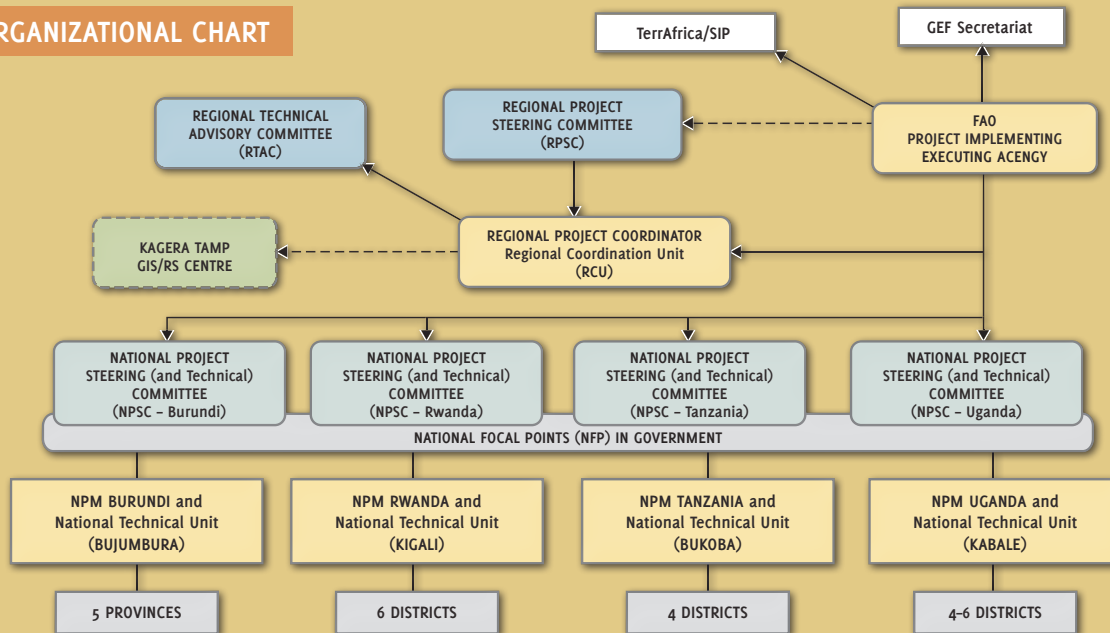 RGANIZATIONAL CHART
TerrAfrica/SIP
GEF Secretariat
REGIONAL TECHNICAL
ADVISORY COMMITTEE
(RTAC)
REGIONAL PROJECT
STEERING COMMITTEE
(RPSC)
FAO
PROJECT IMPLEMENTING
EXECUTING ACENGY
KAGERA TAMP
GIS/RS CENTRE
REGIONAL PROJECT COORDINATOR
Regional Coordination Unit
(RCU)
NATIONAL PROJECT
STEERING (and Technical)
COMMITTEE
(NPSC – Burundi)
NATIONAL PROJECT
STEERING (and Technical)
COMMITTEE
(NPSC – Rwanda)
NATIONAL PROJECT
STEERING (and Technical)
COMMITTEE
(NPSC – Tanzania)
NATIONAL PROJECT
STEERING (and Technical)
COMMITTEE
(NPSC – Uganda)
NATIONAL FOCAL POINTS (NFP) IN GOVERNMENT
NPM BURUNDI and
National Technical Unit
(BUJUMBURA)
NPM RWANDA and
National Technical Unit
(KIGALI)
NPM TANZANIA and
National Technical Unit
(BUKOBA)
NPM UGANDA and
National Technical Unit
(KABALE)
5 PROVINCES
6 DISTRICTS
4 DISTRICTS
4–6 DISTRICTS